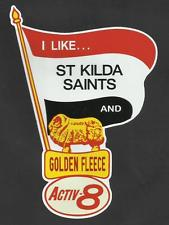 I LIKE...
ST KILDA
SAINTS
AND
GOLDEN FLEECE
ACTIV-8